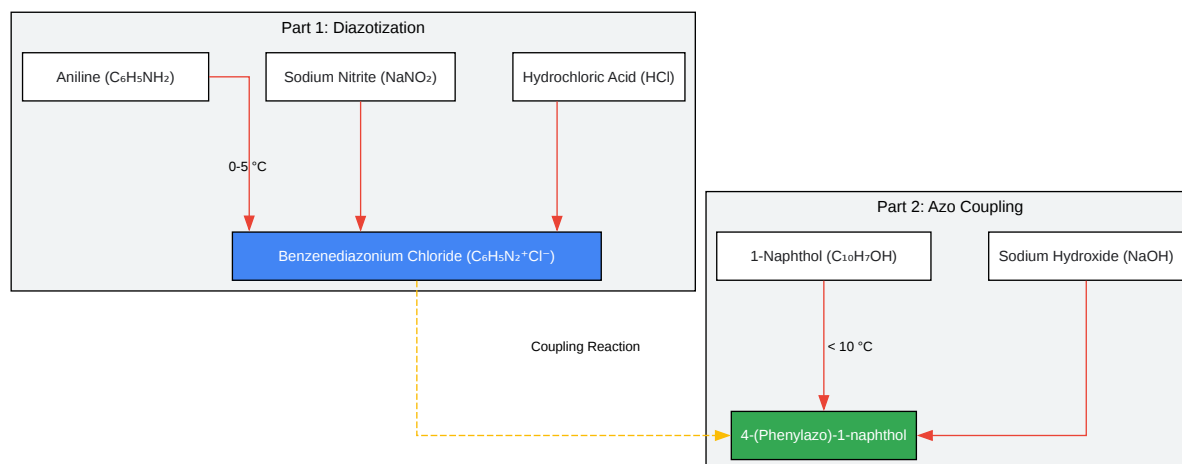 Part 1: Diazotization
Aniline (C₆H₅NH₂)
Sodium Nitrite (NaNO₂)
Hydrochloric Acid (HCl)
0-5 °C
Benzenediazonium Chloride (C₆H₅N₂⁺Cl⁻)
Part 2: Azo Coupling
1-Naphthol (C₁₀H₇OH)
Sodium Hydroxide (NaOH)
Coupling Reaction
< 10 °C
4-(Phenylazo)-1-naphthol